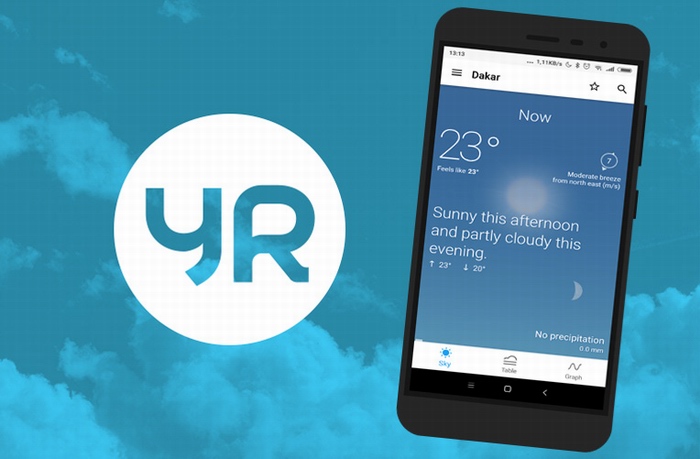 YR
13:13
... 1,11KB/s
Dakar
Now
23°
Feels like 23°
7
Moderate breeze
from north east (m/s)
Sunny this afternoon
and partly cloudy this
evening.
↑ 23° ↓ 20°
No precipitation
0.0 mm
Sky
Table
Graph